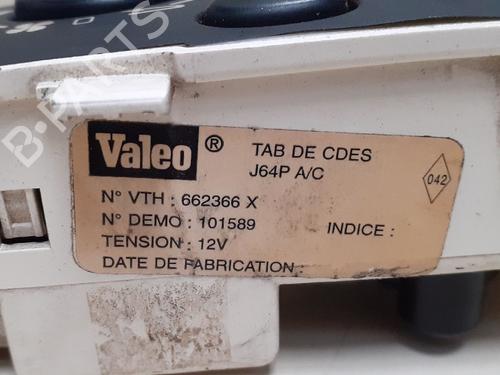 B-PARTS
Valeo ®
TAB DE CDES
J64P A/C
042
N° VTH : 662366 X
N° DEMO : 101589
INDICE :
TENSION : 12V
DATE DE FABRICATION :